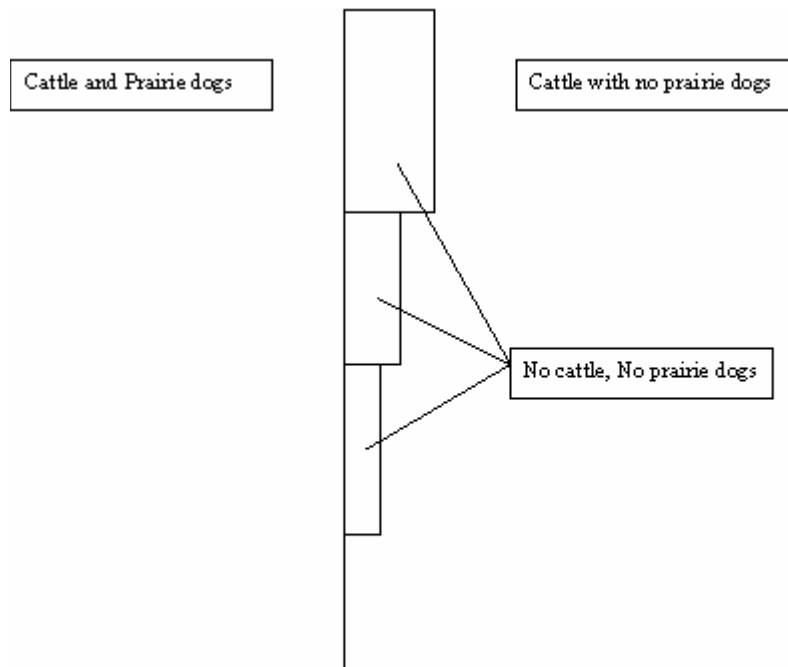 Cattle and Prairie dogs
Cattle with no prairie dogs
No cattle, No prairie dogs